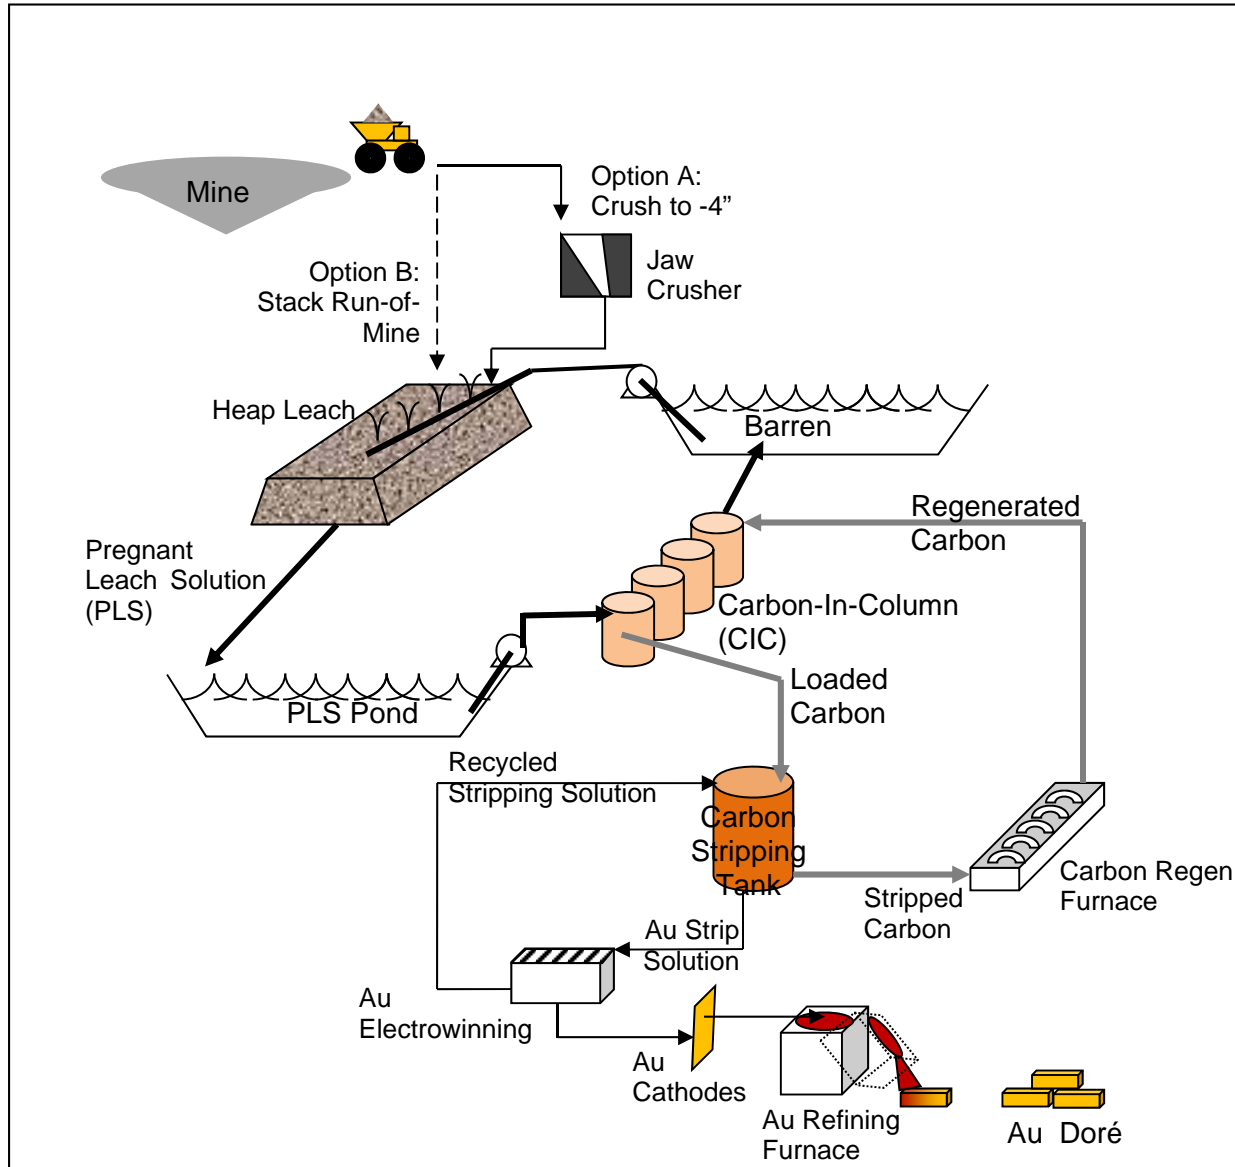 Mine
Option A:
Crush to -4”
Jaw
Crusher
Option B:
Stack Run-of-
Mine
Heap Leach
Barren
Regenerated
Carbon
Pregnant
Leach Solution
(PLS)
Carbon-In-Column
(CIC)
Loaded
Carbon
PLS Pond
Recycled
Stripping Solution
Carbon
Stripping
Tank
Carbon Regen
Furnace
Stripped
Carbon
Au Strip
Solution
Au
Electrowinning
Au
Cathodes
Au Refining
Furnace
Au Doré